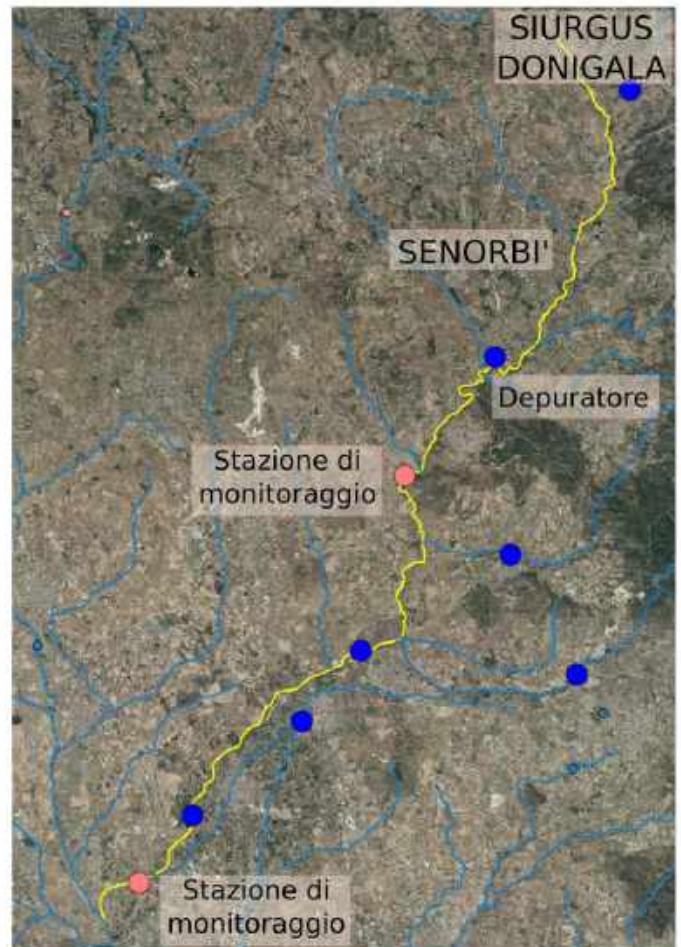 SIURGUS
DONIGALA
SENORBI'
Depuratore
Stazione di
monitoraggio
Stazione di
monitoraggio